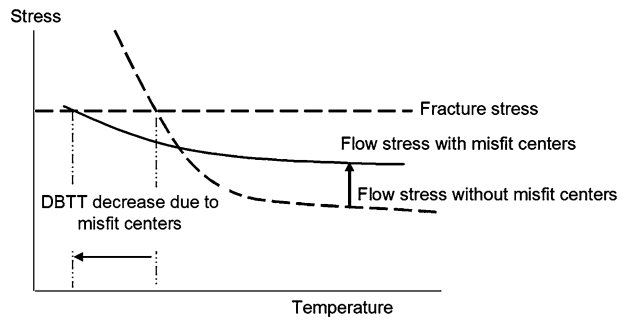 Stress
Fracture stress
Flow stress with misfit centers
Flow stress without misfit centers
DBTT decrease due to
misfit centers
Temperature